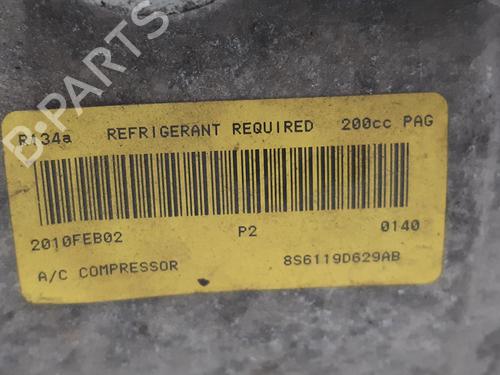 R134a REFRIGERANT REQUIRED 200cc PAG
2010FEB02 P2 0140
A/C COMPRESSOR 8S6119D629AB
B-PARTS